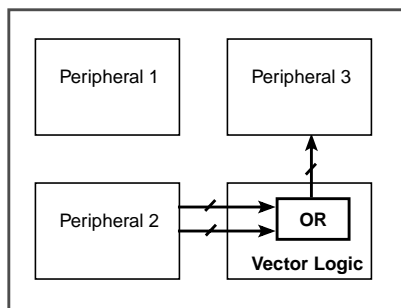 Peripheral 1
Peripheral 3
Peripheral 2
OR
Vector Logic